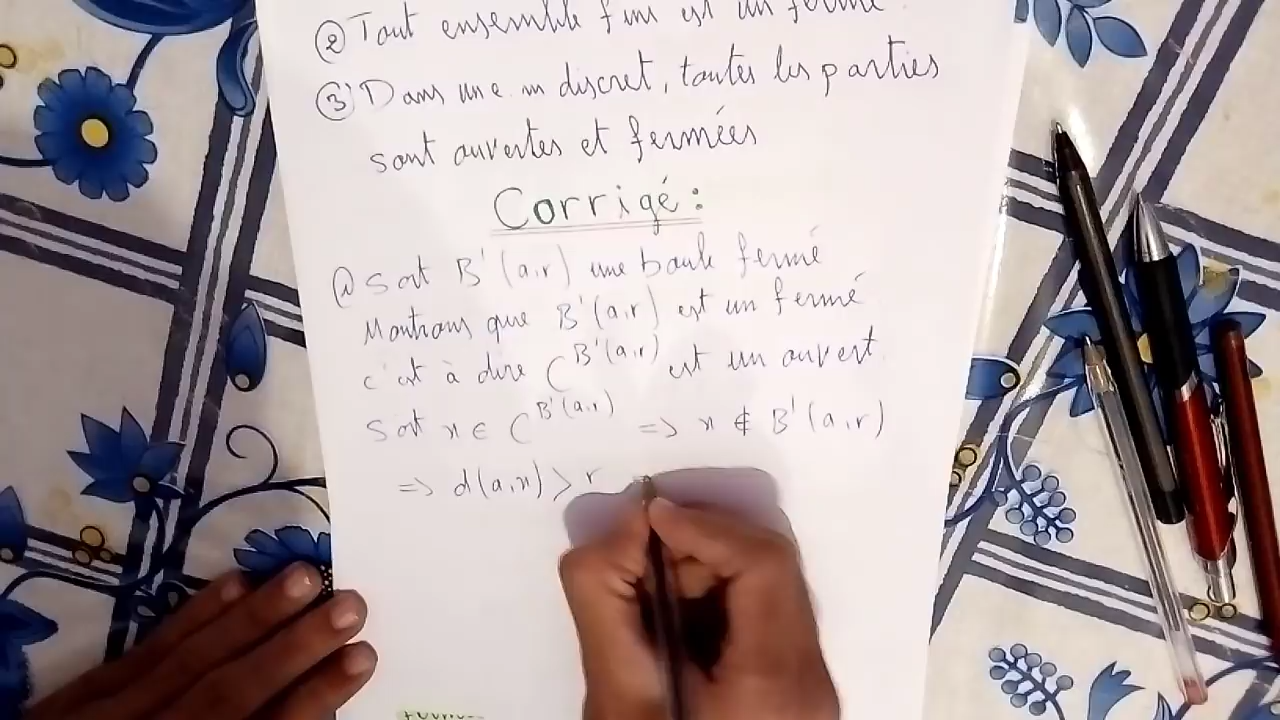 ② Tout ensemble fini est un fermé.
③ Dans un e.m discret, toutes les parties
sont ouvertes et fermées
Corrigé :
① Soit B'(a,r) une boule fermé
Montrons que B'(a,r) est un fermé
c'est à dire C^B'(a,r) est un ouvert
Soit x ∈ C^B'(a,r) => x ∉ B'(a,r)
=> d(a,x) > r